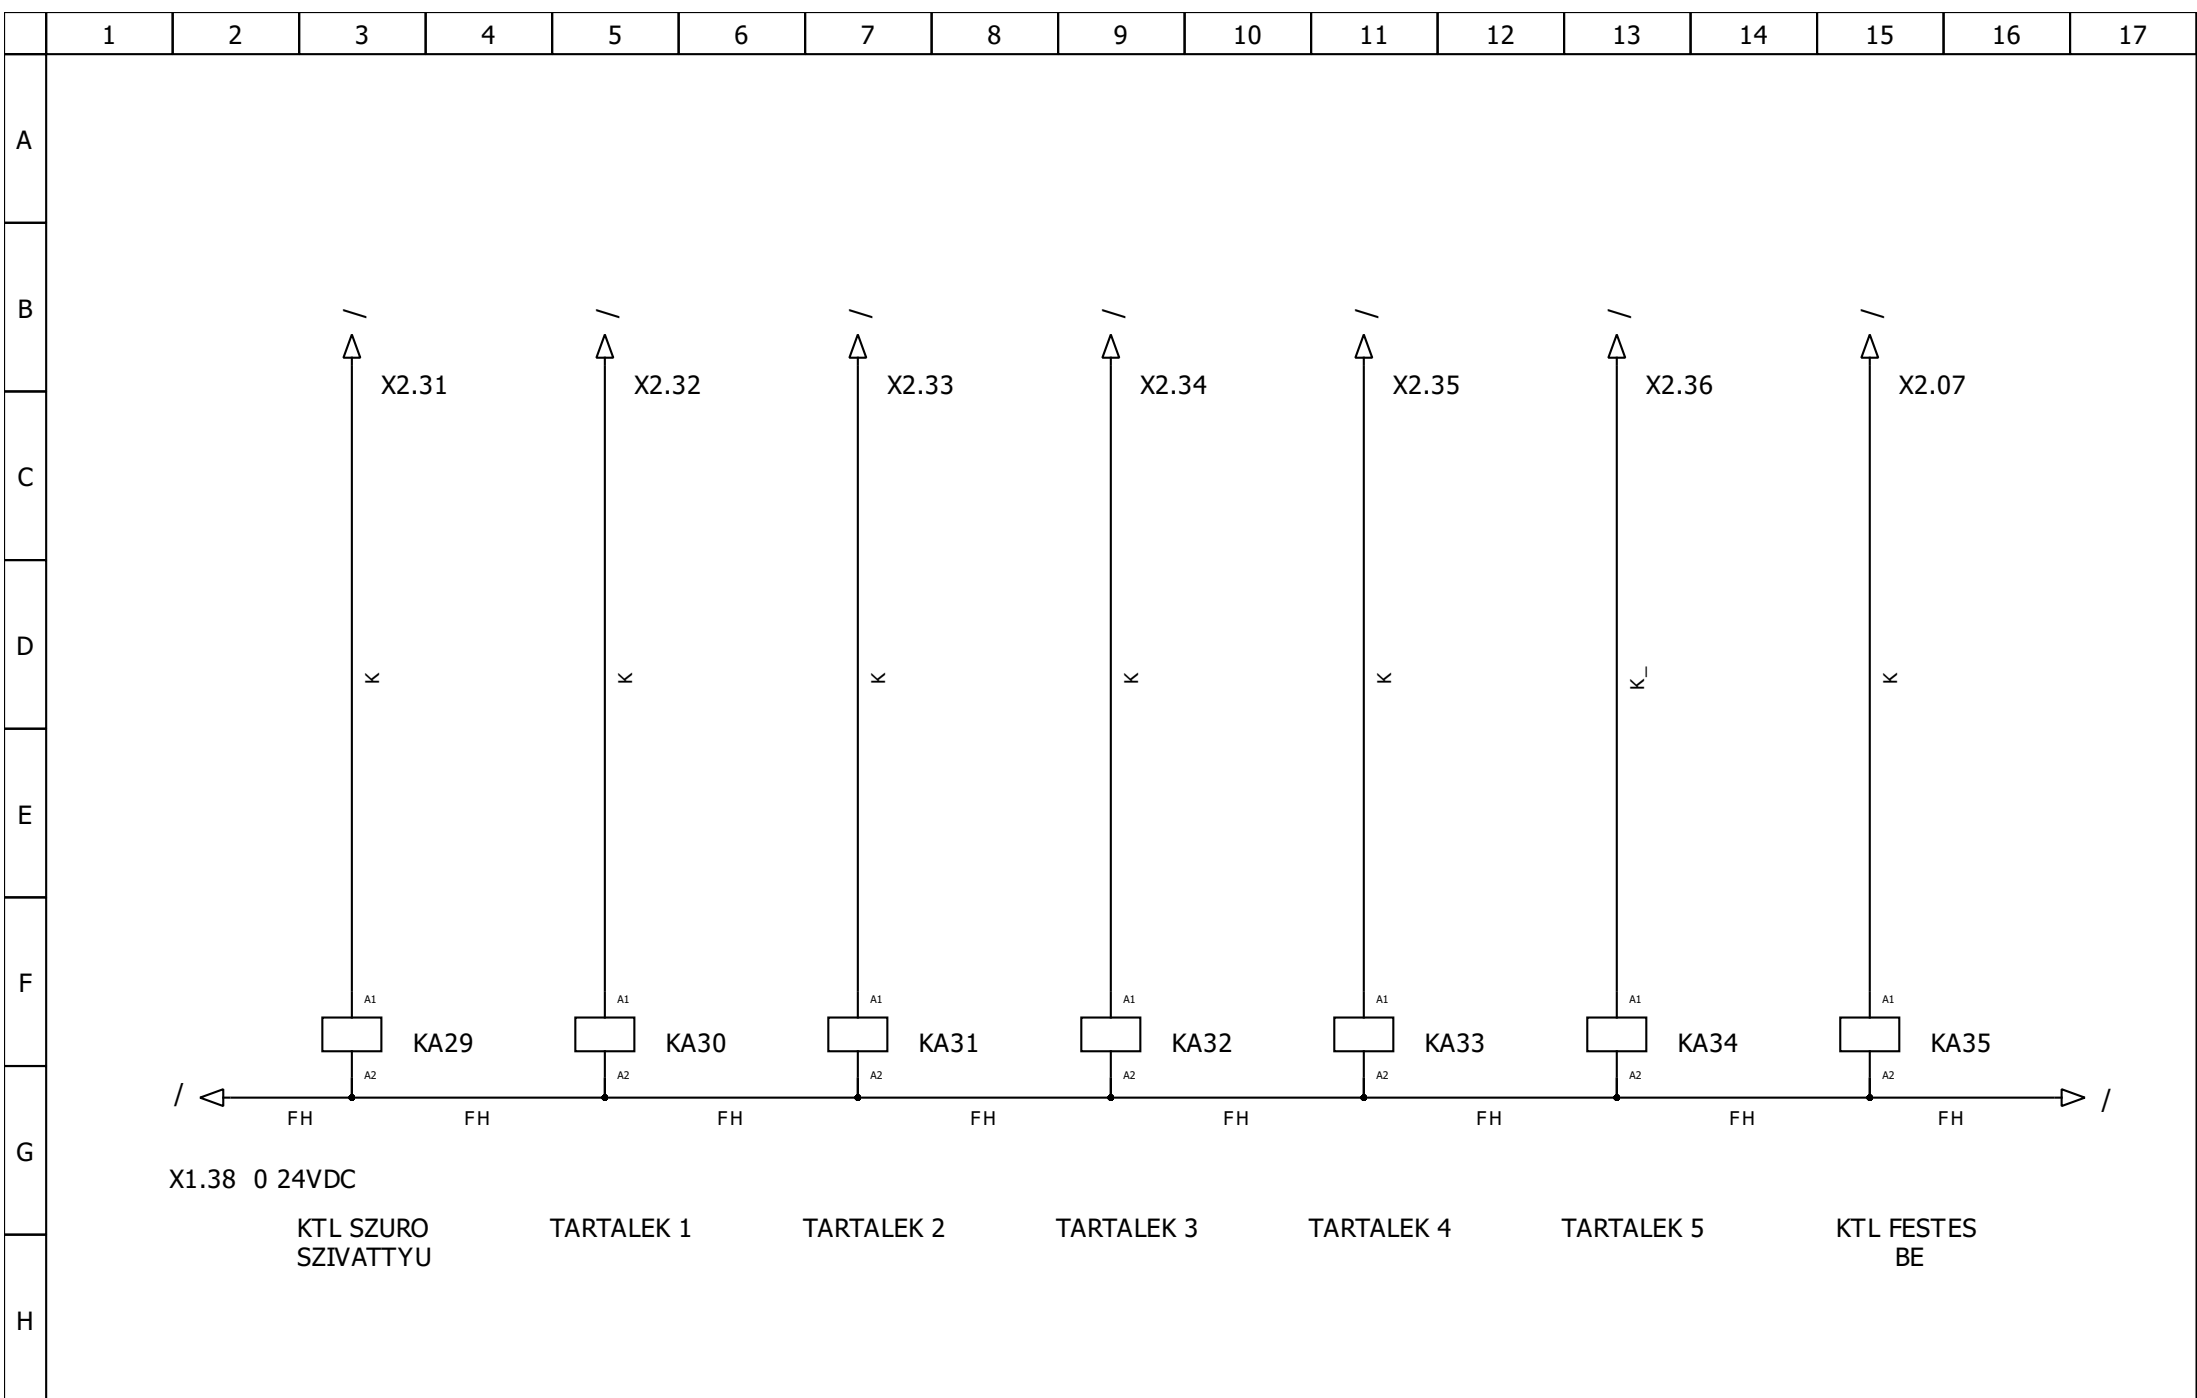 1 2 3 4 5 6 7 8 9 10 11 12 13 14 15 16 17
A
B
/ / / / / / /
X2.31 X2.32 X2.33 X2.34 X2.35 X2.36 X2.07
C
D
K K K K K K_ K
E
F
A1 A1 A1 A1 A1 A1 A1
KA29 KA30 KA31 KA32 KA33 KA34 KA35
A2 A2 A2 A2 A2 A2 A2
/ /
FH FH FH FH FH FH FH FH
G
X1.38 0 24VDC
KTL SZURO TARTALEK 1 TARTALEK 2 TARTALEK 3 TARTALEK 4 TARTALEK 5 KTL FESTES
SZIVATTYU BE
H